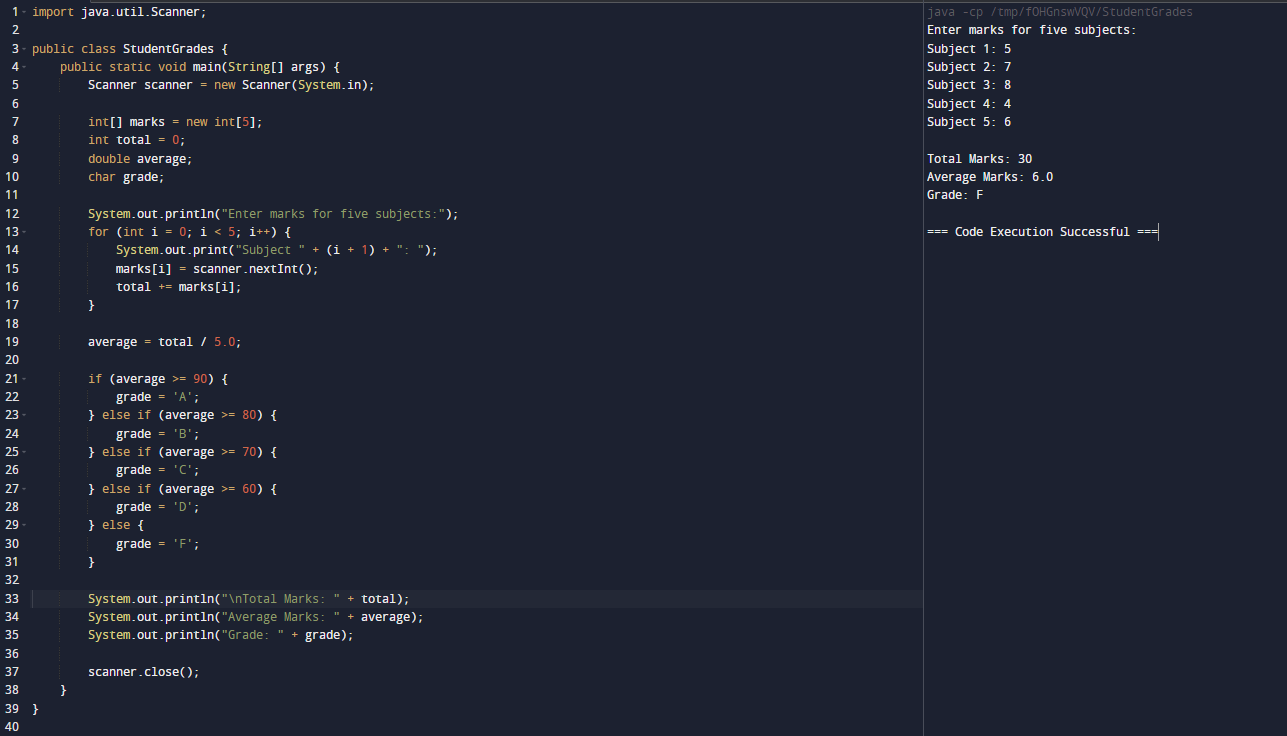 1 import java.util.Scanner;
2
3 public class StudentGrades {
4     public static void main(String[] args) {
5         Scanner scanner = new Scanner(System.in);
6
7         int[] marks = new int[5];
8         int total = 0;
9         double average;
10         char grade;
11
12         System.out.println("Enter marks for five subjects:");
13         for (int i = 0; i < 5; i++) {
14             System.out.print("Subject " + (i + 1) + ": ");
15             marks[i] = scanner.nextInt();
16             total += marks[i];
17         }
18
19         average = total / 5.0;
20
21         if (average >= 90) {
22             grade = 'A';
23         } else if (average >= 80) {
24             grade = 'B';
25         } else if (average >= 70) {
26             grade = 'C';
27         } else if (average >= 60) {
28             grade = 'D';
29         } else {
30             grade = 'F';
31         }
32
33         System.out.println("\nTotal Marks: " + total);
34         System.out.println("Average Marks: " + average);
35         System.out.println("Grade: " + grade);
36
37         scanner.close();
38     }
39 }
40
java -cp /tmp/fOHGnswVQV/StudentGrades
Enter marks for five subjects:
Subject 1: 5
Subject 2: 7
Subject 3: 8
Subject 4: 4
Subject 5: 6

Total Marks: 30
Average Marks: 6.0
Grade: F

=== Code Execution Successful ===